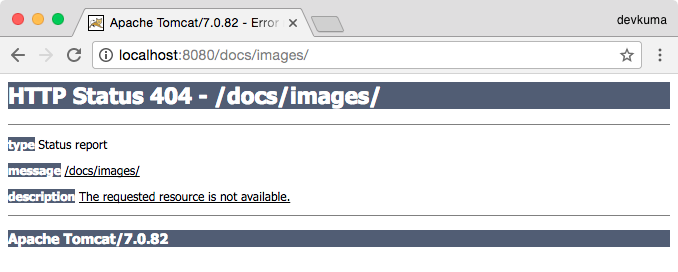 Apache Tomcat/7.0.82 - Error
devkuma
localhost:8080/docs/images/
HTTP Status 404 - /docs/images/
type Status report
message /docs/images/
description The requested resource is not available.
Apache Tomcat/7.0.82